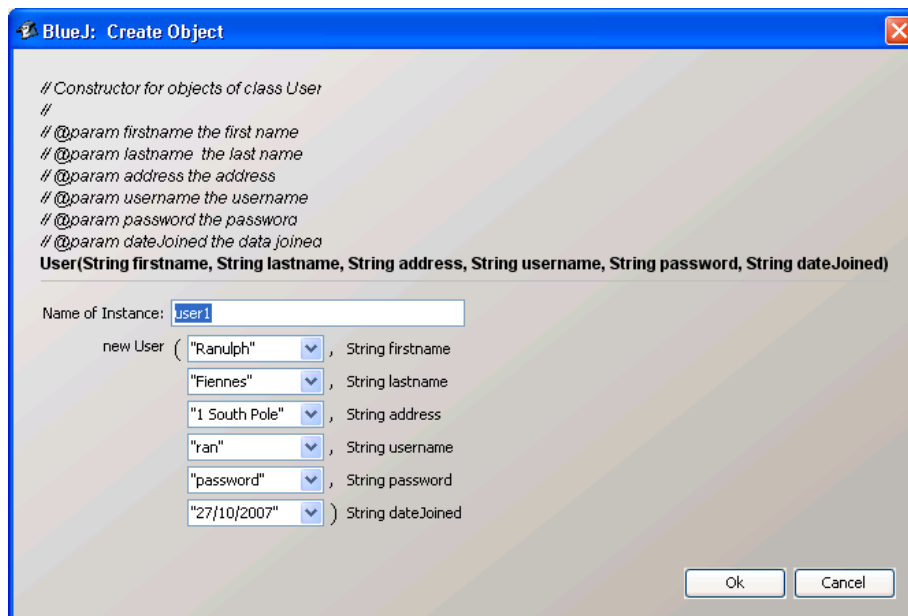 BlueJ: Create Object
// Constructor for objects of class User
//
// @param firstname the first name
// @param lastname the last name
// @param address the address
// @param username the username
// @param password the password
// @param dateJoined the data joined
User(String firstname, String lastname, String address, String username, String password, String dateJoined)
Name of Instance: user1
new User ( "Ranulph" , String firstname
"Fiennes" , String lastname
"1 South Pole" , String address
"ran" , String username
"password" , String password
"27/10/2007" ) String dateJoined
Ok Cancel